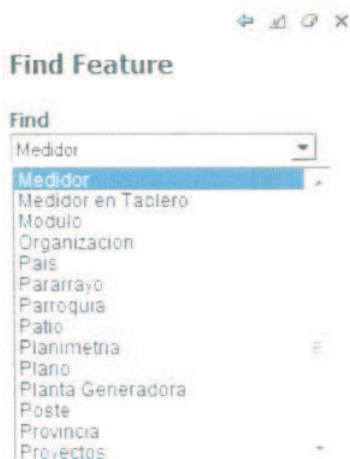 Find Feature
Find
Medidor
Medidor
Medidor en Tablero
Modulo
Organizacion
Pais
Pararrayo
Parroquia
Patio
Planimetria
Plano
Planta Generadora
Poste
Provincia
Proyectos